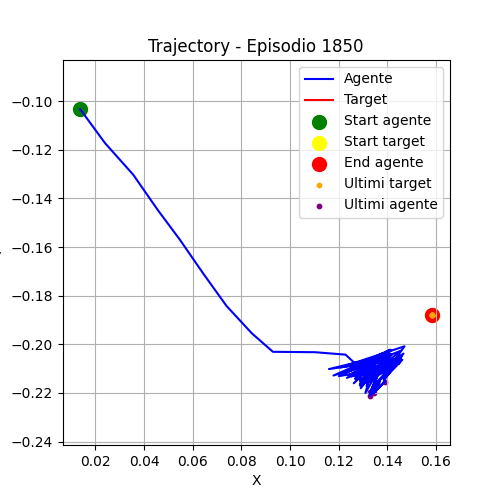 Trajectory - Episodio 1850
Agente
Target
Start agente
Start target
End agente
Ultimi target
Ultimi agente
−0.10
−0.12
−0.14
−0.16
−0.18
−0.20
−0.22
−0.24
0.02 0.04 0.06 0.08 0.10 0.12 0.14 0.16
X